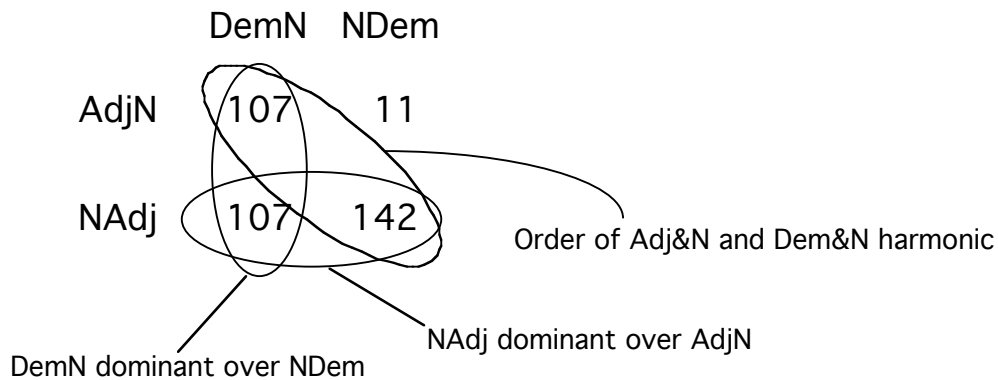 DemN NDem
AdjN 107 11
NAdj 107 142
Order of Adj&N and Dem&N harmonic
NAdj dominant over AdjN
DemN dominant over NDem